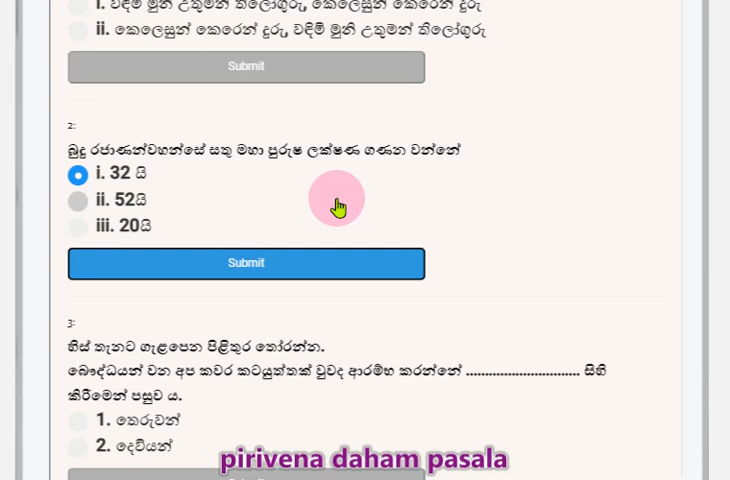 i. වඳිමි මුනි උතුමන් තිලෝගුරු, කෙලෙසුන් කෙරෙන් දුරු
ii. කෙලෙසුන් කෙරෙන් දුරු, වඳිමි මුනි උතුමන් තිලෝගුරු
Submit
2:
බුදු රජාණන්වහන්සේ සතු මහා පුරුෂ ලක්ෂණ ගණන වන්නේ
i. 32 යි
ii. 52යි
iii. 20යි
Submit
3:
හිස් තැනට ගැළපෙන පිළිතුර තෝරන්න.
බෞද්ධයන් වන අප කවර කටයුත්තක් වුවද ආරම්භ කරන්නේ .............................. සිහි
කිරීමෙන් පසුව ය.
1. තෙරුවන්
2. දෙවියන්
pirivena daham pasala